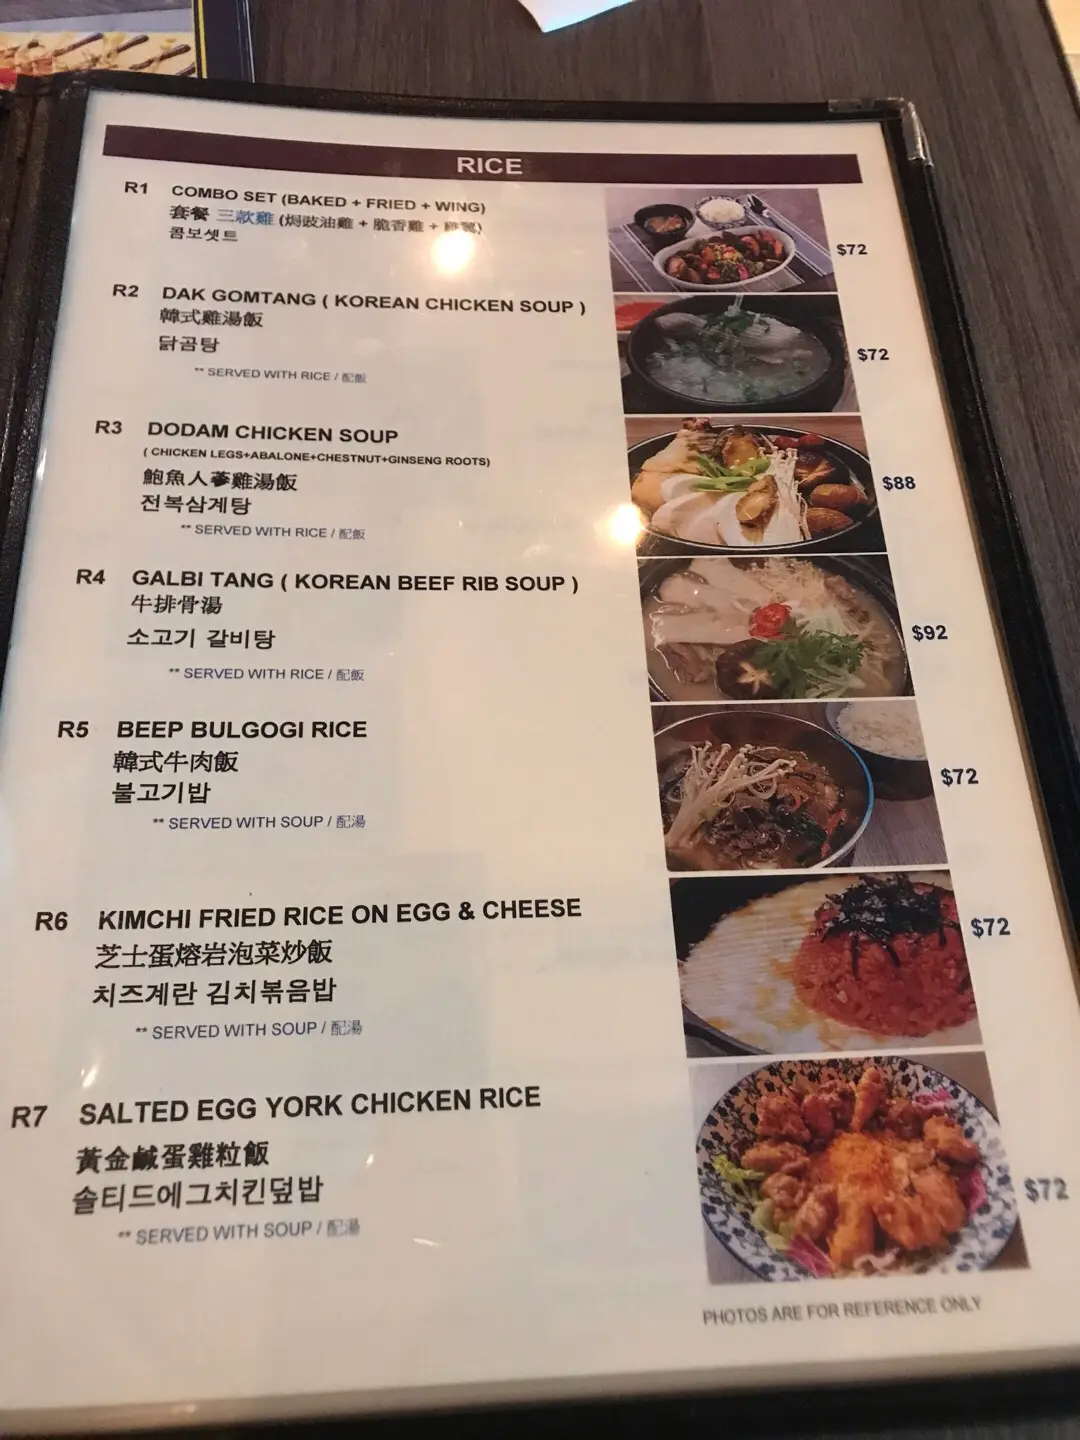 RICE
R1 COMBO SET (BAKED + FRIED + WING)
套餐 三款雞 (焗豉油雞 + 脆香雞 + 雞翼)
콤보셋트
$72
R2 DAK GOMTANG ( KOREAN CHICKEN SOUP )
韓式雞湯飯
닭곰탕
** SERVED WITH RICE / 配飯
$72
R3 DODAM CHICKEN SOUP
( CHICKEN LEGS+ABALONE+CHESTNUT+GINSENG ROOTS)
鮑魚人蔘雞湯飯
전복삼계탕
** SERVED WITH RICE / 配飯
$88
R4 GALBI TANG ( KOREAN BEEF RIB SOUP )
牛排骨湯
소고기 갈비탕
** SERVED WITH RICE / 配飯
$92
R5 BEEP BULGOGI RICE
韓式牛肉飯
불고기밥
** SERVED WITH SOUP / 配湯
$72
R6 KIMCHI FRIED RICE ON EGG & CHEESE
芝士蛋熔岩泡菜炒飯
치즈계란 김치볶음밥
** SERVED WITH SOUP / 配湯
$72
R7 SALTED EGG YORK CHICKEN RICE
黃金鹹蛋雞粒飯
솔티드에그치킨덮밥
** SERVED WITH SOUP / 配湯
$72
PHOTOS ARE FOR REFERENCE ONLY